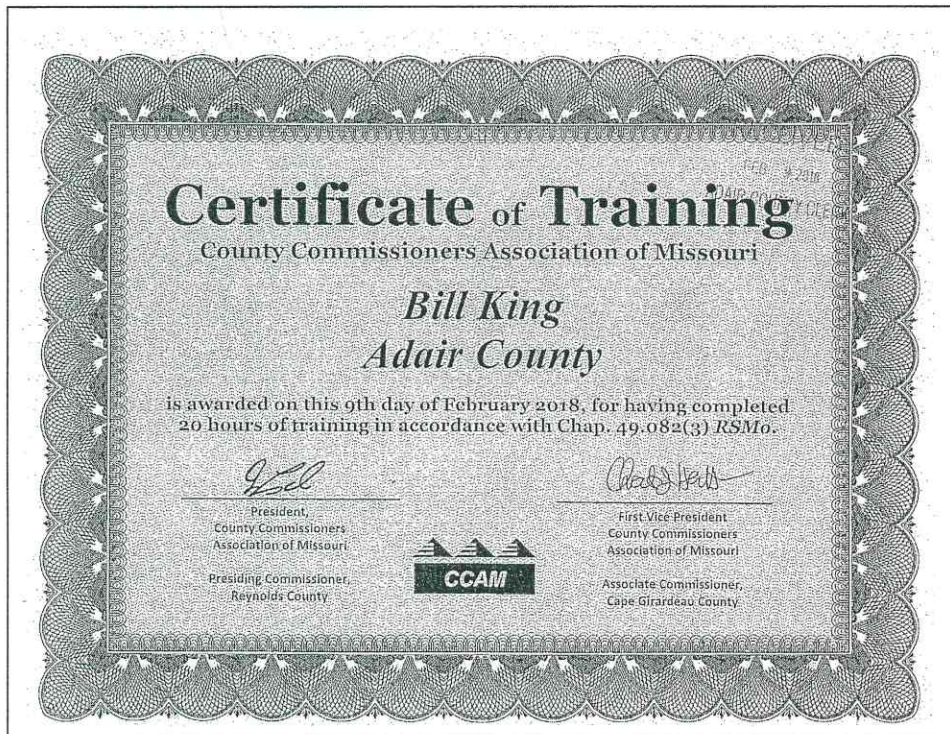 Certificate of Training
County Commissioners Association of Missouri
Bill King
Adair County
is awarded on this 9th day of February 2018, for having completed
20 hours of training in accordance with Chap. 49.082(3) RSMo.
President,
County Commissioners
Association of Missouri
Presiding Commissioner,
Reynolds County
CCAM
First Vice President
County Commissioners
Association of Missouri
Associate Commissioner,
Cape Girardeau County